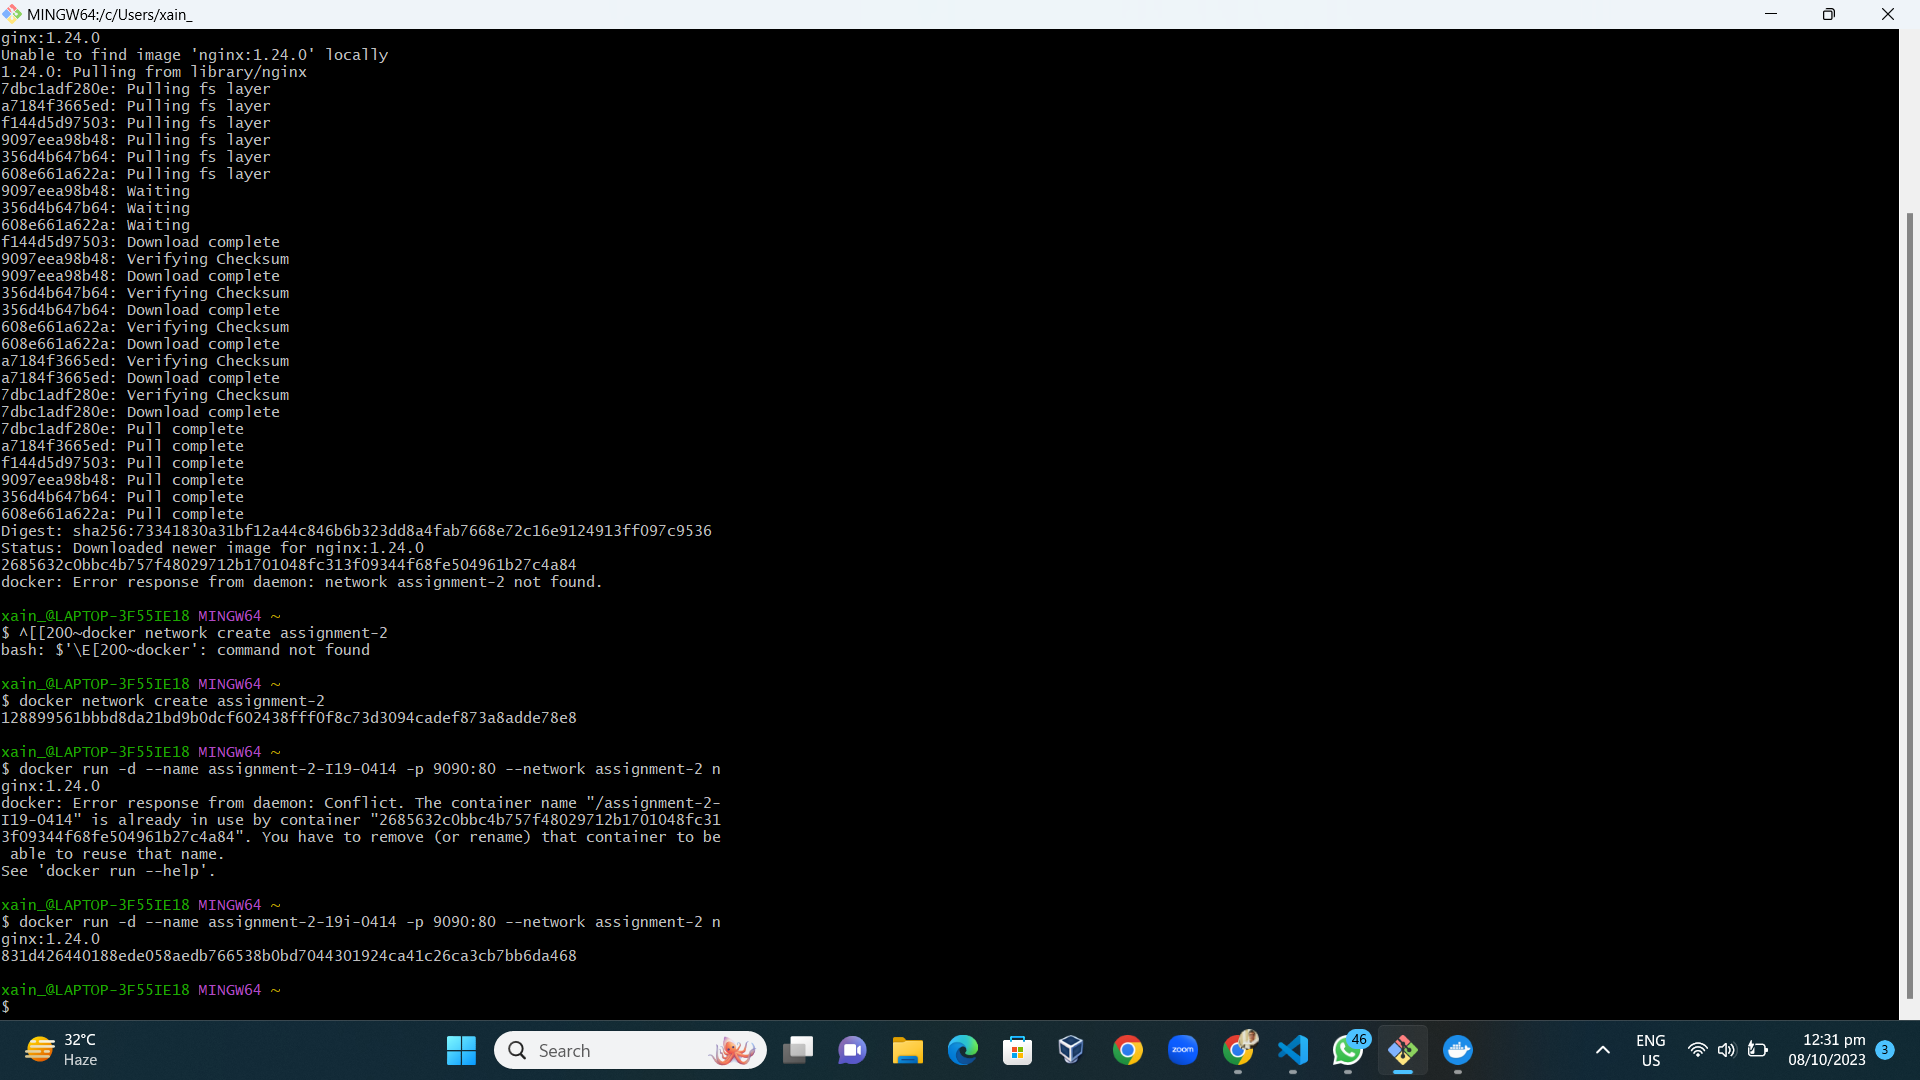 MINGW64:/c/Users/xain_
ginx:1.24.0
Unable to find image 'nginx:1.24.0' locally
1.24.0: Pulling from library/nginx
7dbc1adf280e: Pulling fs layer
a7184f3665ed: Pulling fs layer
f144d5d97503: Pulling fs layer
9097eea98b48: Pulling fs layer
356d4b647b64: Pulling fs layer
608e661a622a: Pulling fs layer
9097eea98b48: Waiting
356d4b647b64: Waiting
608e661a622a: Waiting
f144d5d97503: Download complete
9097eea98b48: Verifying Checksum
9097eea98b48: Download complete
356d4b647b64: Verifying Checksum
356d4b647b64: Download complete
608e661a622a: Verifying Checksum
608e661a622a: Download complete
a7184f3665ed: Verifying Checksum
a7184f3665ed: Download complete
7dbc1adf280e: Verifying Checksum
7dbc1adf280e: Download complete
7dbc1adf280e: Pull complete
a7184f3665ed: Pull complete
f144d5d97503: Pull complete
9097eea98b48: Pull complete
356d4b647b64: Pull complete
608e661a622a: Pull complete
Digest: sha256:73341830a31bf12a44c846b6b323dd8a4fab7668e72c16e9124913ff097c9536
Status: Downloaded newer image for nginx:1.24.0
2685632c0bbc4b757f48029712b1701048fc313f09344f68fe504961b27c4a84
docker: Error response from daemon: network assignment-2 not found.
xain_@LAPTOP-3F55IE18 MINGW64 ~
$ ^[[200~docker network create assignment-2
bash: $'\E[200~docker': command not found
xain_@LAPTOP-3F55IE18 MINGW64 ~
$ docker network create assignment-2
128899561bbbd8da21bd9b0dcf602438fff0f8c73d3094cadef873a8adde78e8
xain_@LAPTOP-3F55IE18 MINGW64 ~
$ docker run -d --name assignment-2-I19-0414 -p 9090:80 --network assignment-2 n
ginx:1.24.0
docker: Error response from daemon: Conflict. The container name "/assignment-2-
I19-0414" is already in use by container "2685632c0bbc4b757f48029712b1701048fc31
3f09344f68fe504961b27c4a84". You have to remove (or rename) that container to be
able to reuse that name.
See 'docker run --help'.
xain_@LAPTOP-3F55IE18 MINGW64 ~
$ docker run -d --name assignment-2-19i-0414 -p 9090:80 --network assignment-2 n
ginx:1.24.0
831d426440188ede058aedb766538b0bd7044301924ca41c26ca3cb7bb6da468
xain_@LAPTOP-3F55IE18 MINGW64 ~
$
32°C
Haze
Search
zoom
46
ENG
US
12:31 pm
08/10/2023
3